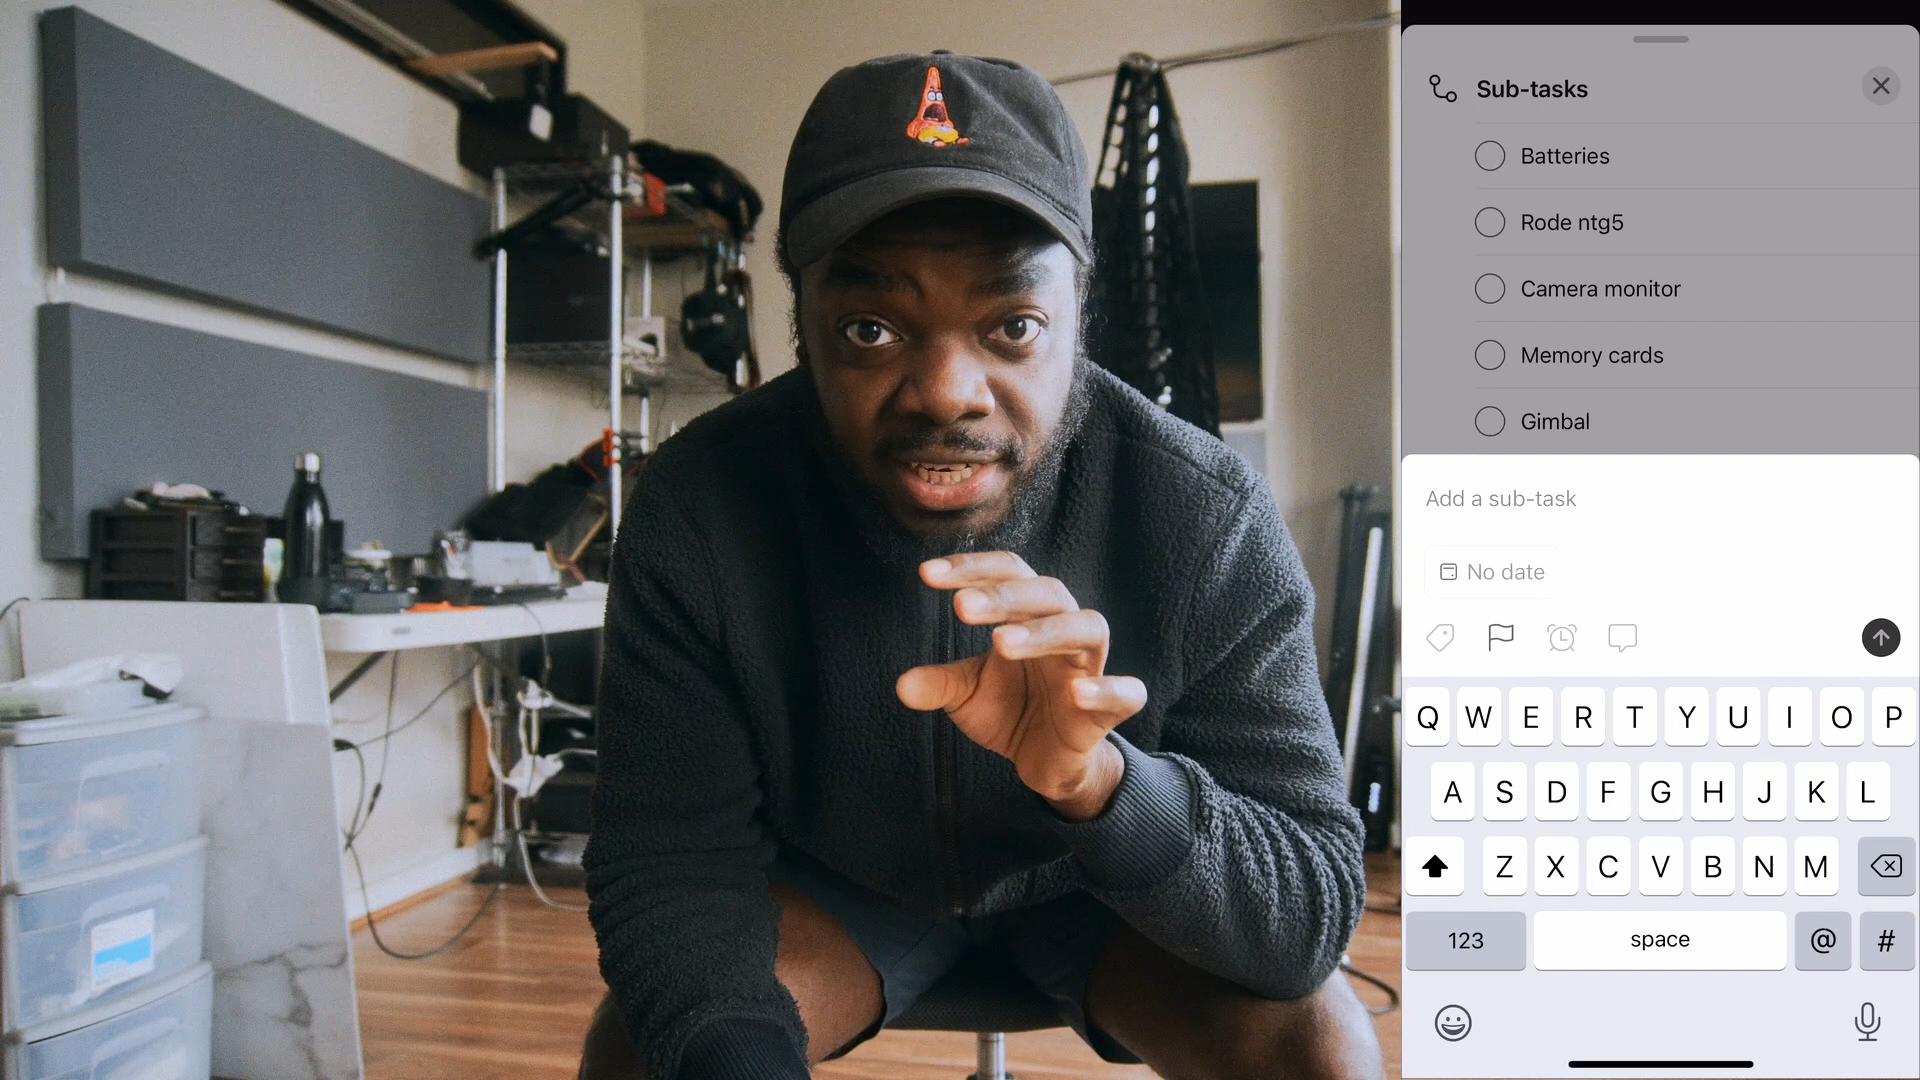 Sub-tasks
Batteries
Rode ntg5
Camera monitor
Memory cards
Gimbal
Add a sub-task
No date
Q W E R T Y U I O P
A S D F G H J K L
Z X C V B N M
123 space @ #